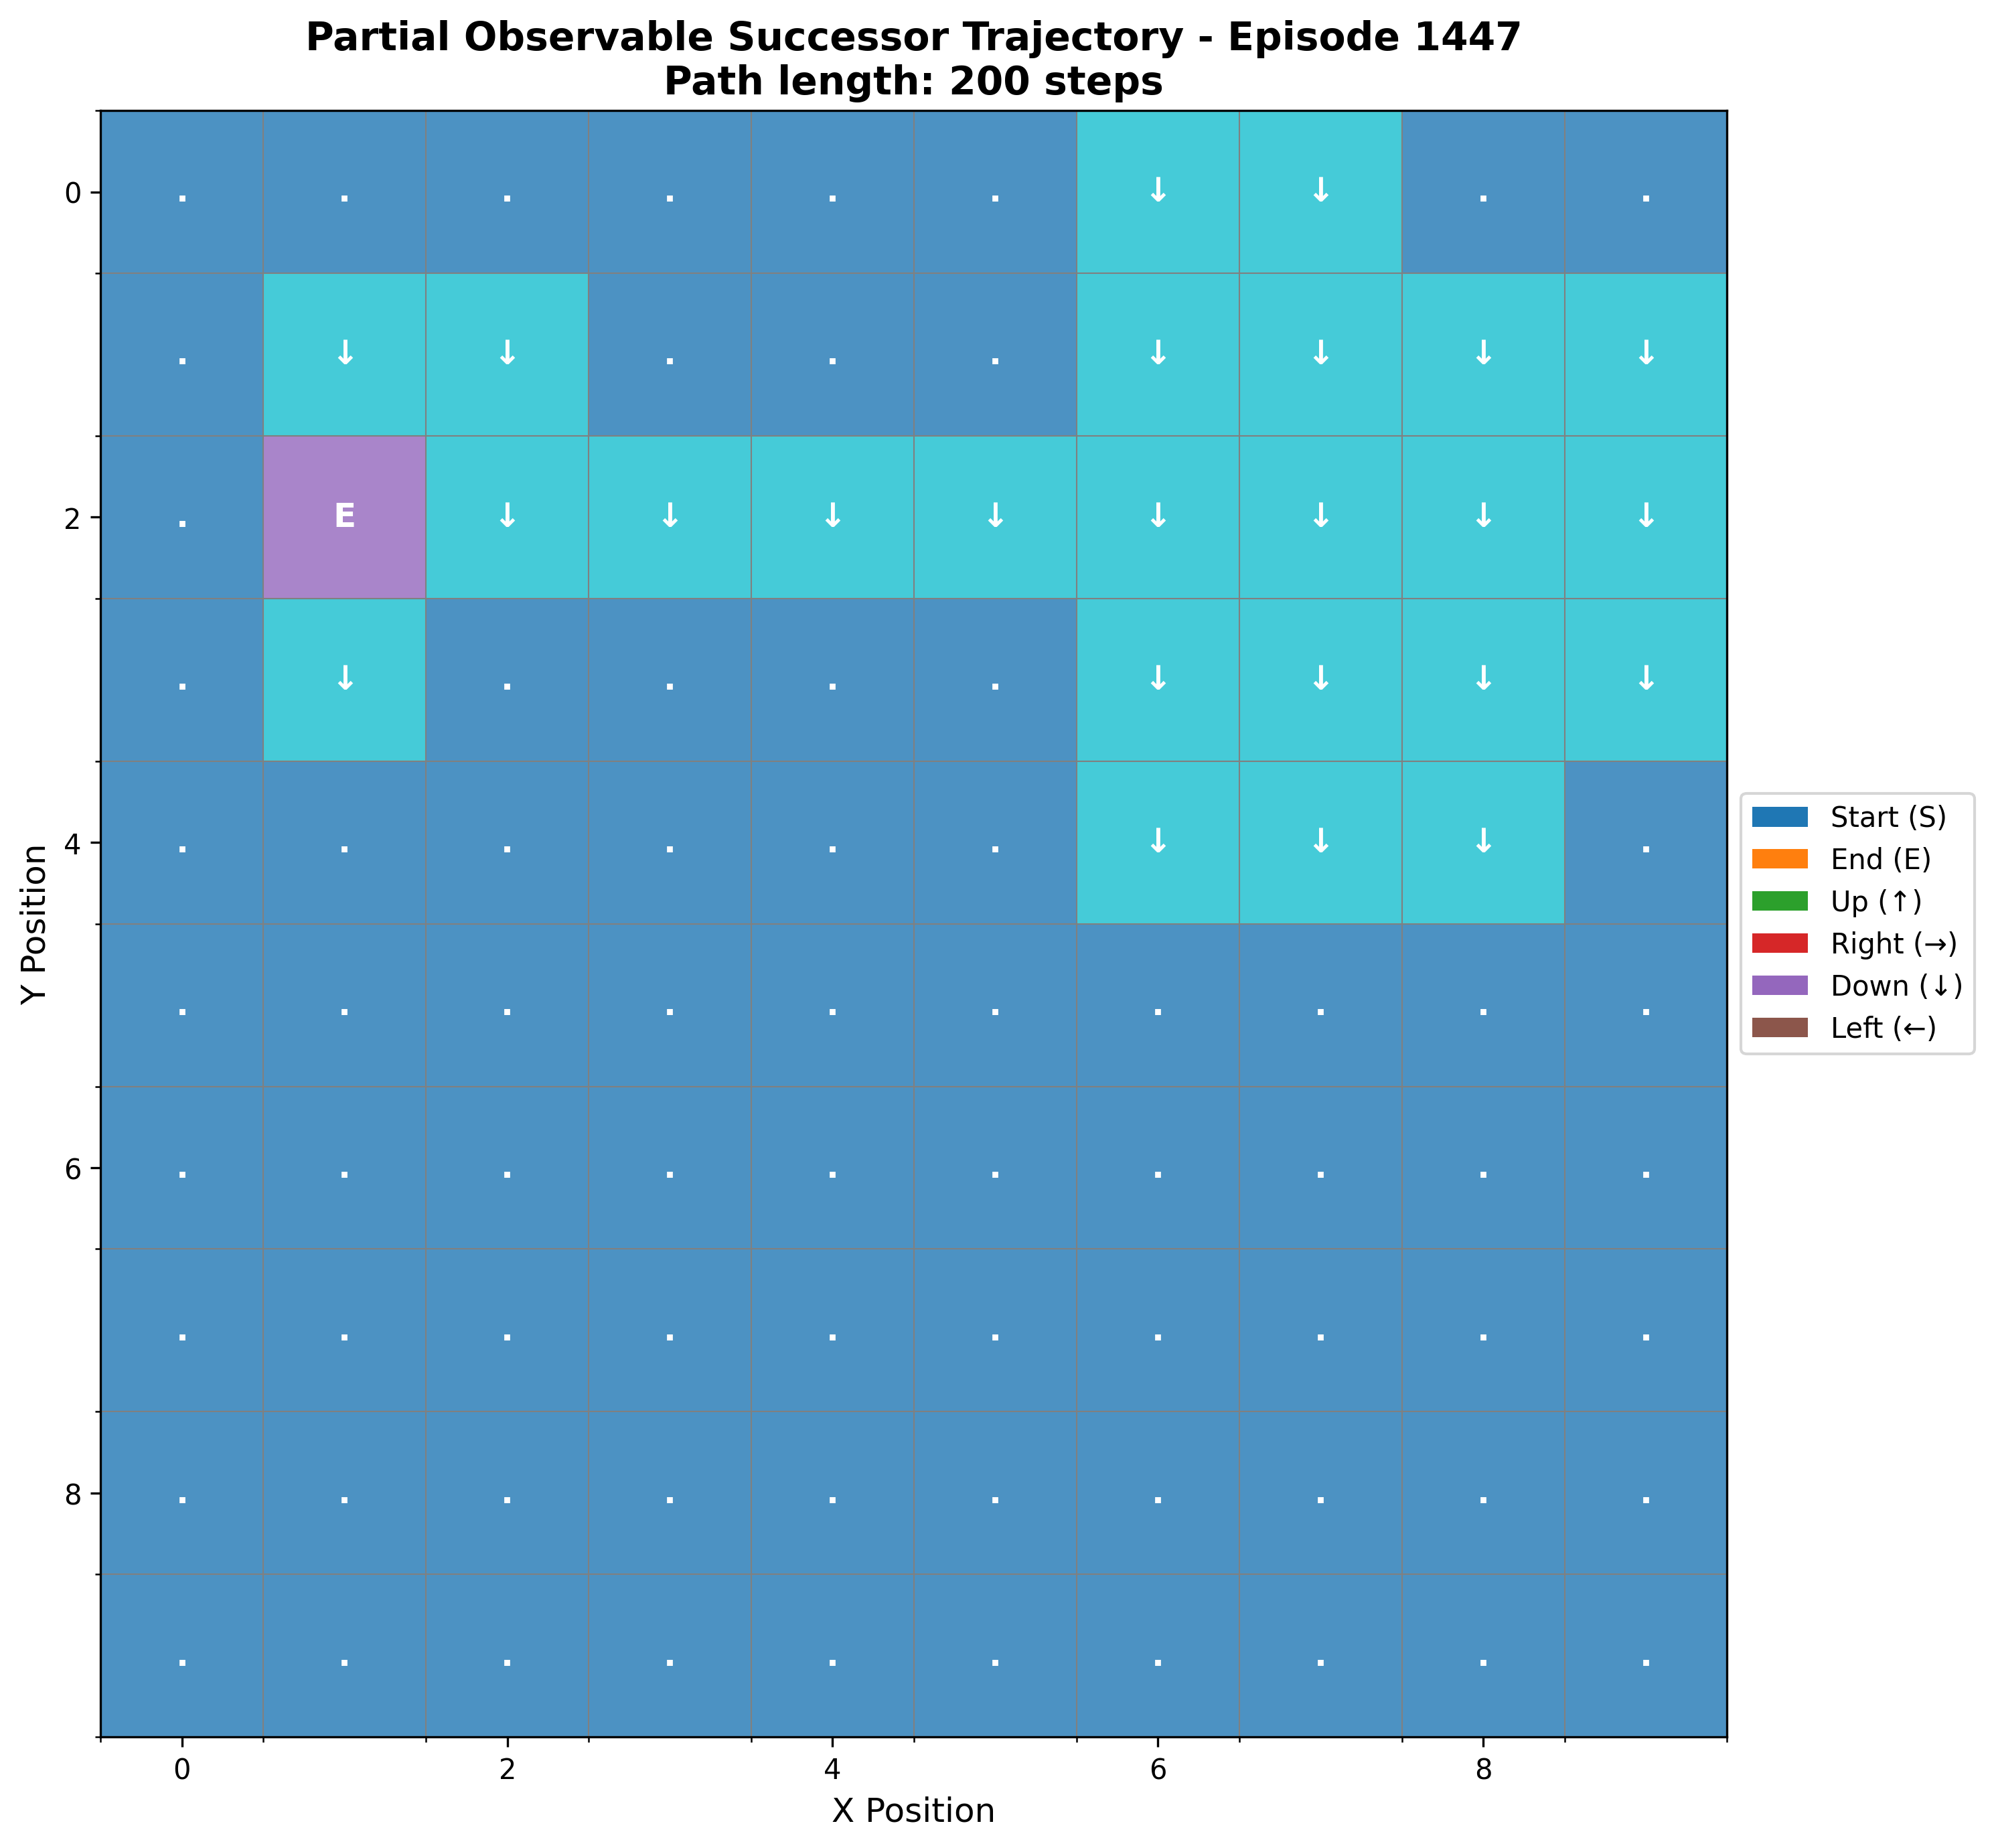 Partial Observable Successor Trajectory - Episode 1447
Path length: 200 steps
0 . . . . . . ↓ ↓ . .
. ↓ ↓ . . . ↓ ↓ ↓ ↓
2 . E ↓ ↓ ↓ ↓ ↓ ↓ ↓ ↓
. ↓ . . . . ↓ ↓ ↓ ↓
4 . . . . . . ↓ ↓ ↓ .
. . . . . . . . . .
6 . . . . . . . . . .
. . . . . . . . . .
8 . . . . . . . . . .
. . . . . . . . . .
0 2 4 6 8
X Position
Y Position
Start (S)
End (E)
Up (↑)
Right (→)
Down (↓)
Left (←)